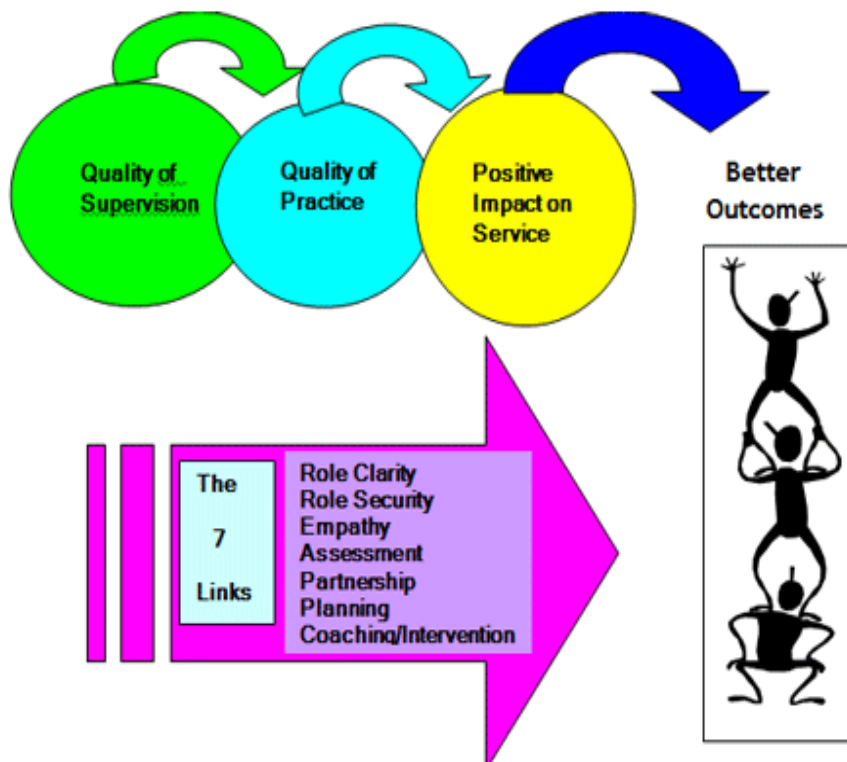 Quality of
Supervision
Quality of
Practice
Positive
Impact on
Service
Better
Outcomes
The
7
Links
Role Clarity
Role Security
Empathy
Assessment
Partnership
Planning
Coaching/Intervention